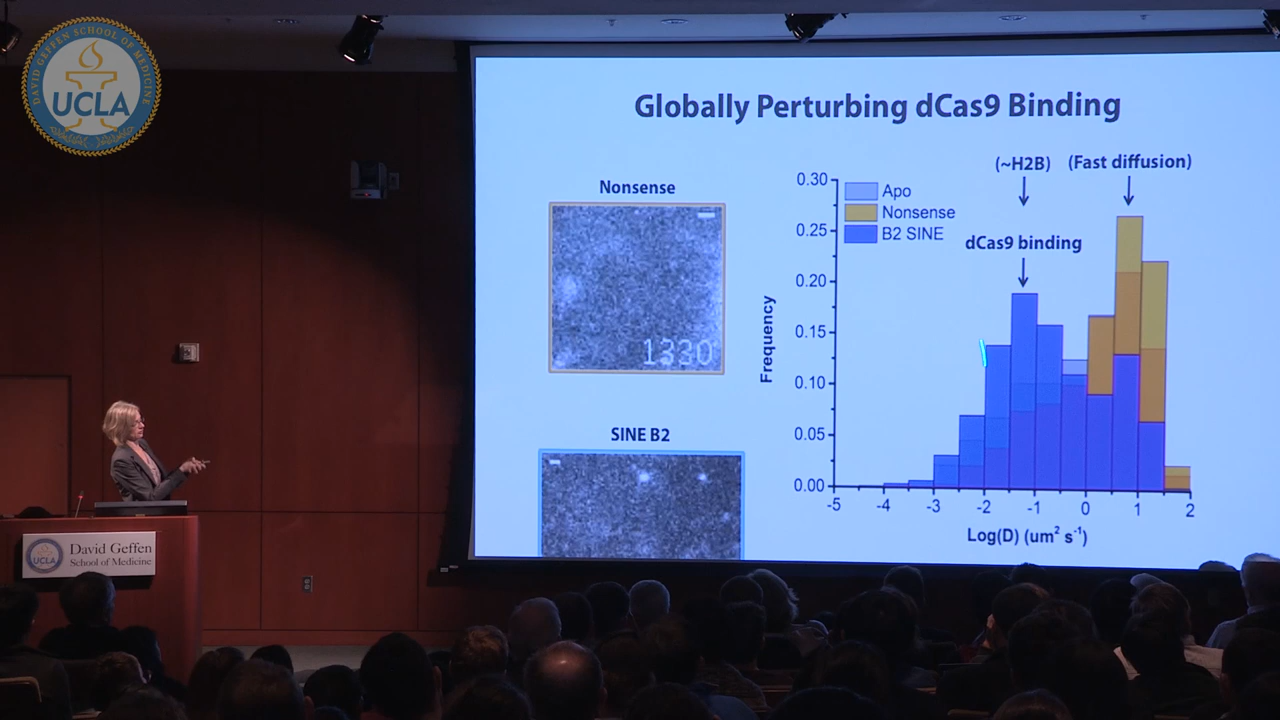 DAVID GEFFEN SCHOOL OF MEDICINE
UCLA
Globally Perturbing dCas9 Binding
Nonsense
1320
SINE B2
(~H2B)
(Fast diffusion)
dCas9 binding
Apo
Nonsense
B2 SINE
Frequency
0.30
0.25
0.20
0.15
0.10
0.05
0.00
-5 -4 -3 -2 -1 0 1 2
Log(D) (um² s⁻¹)
UCLA
David Geffen
School of Medicine